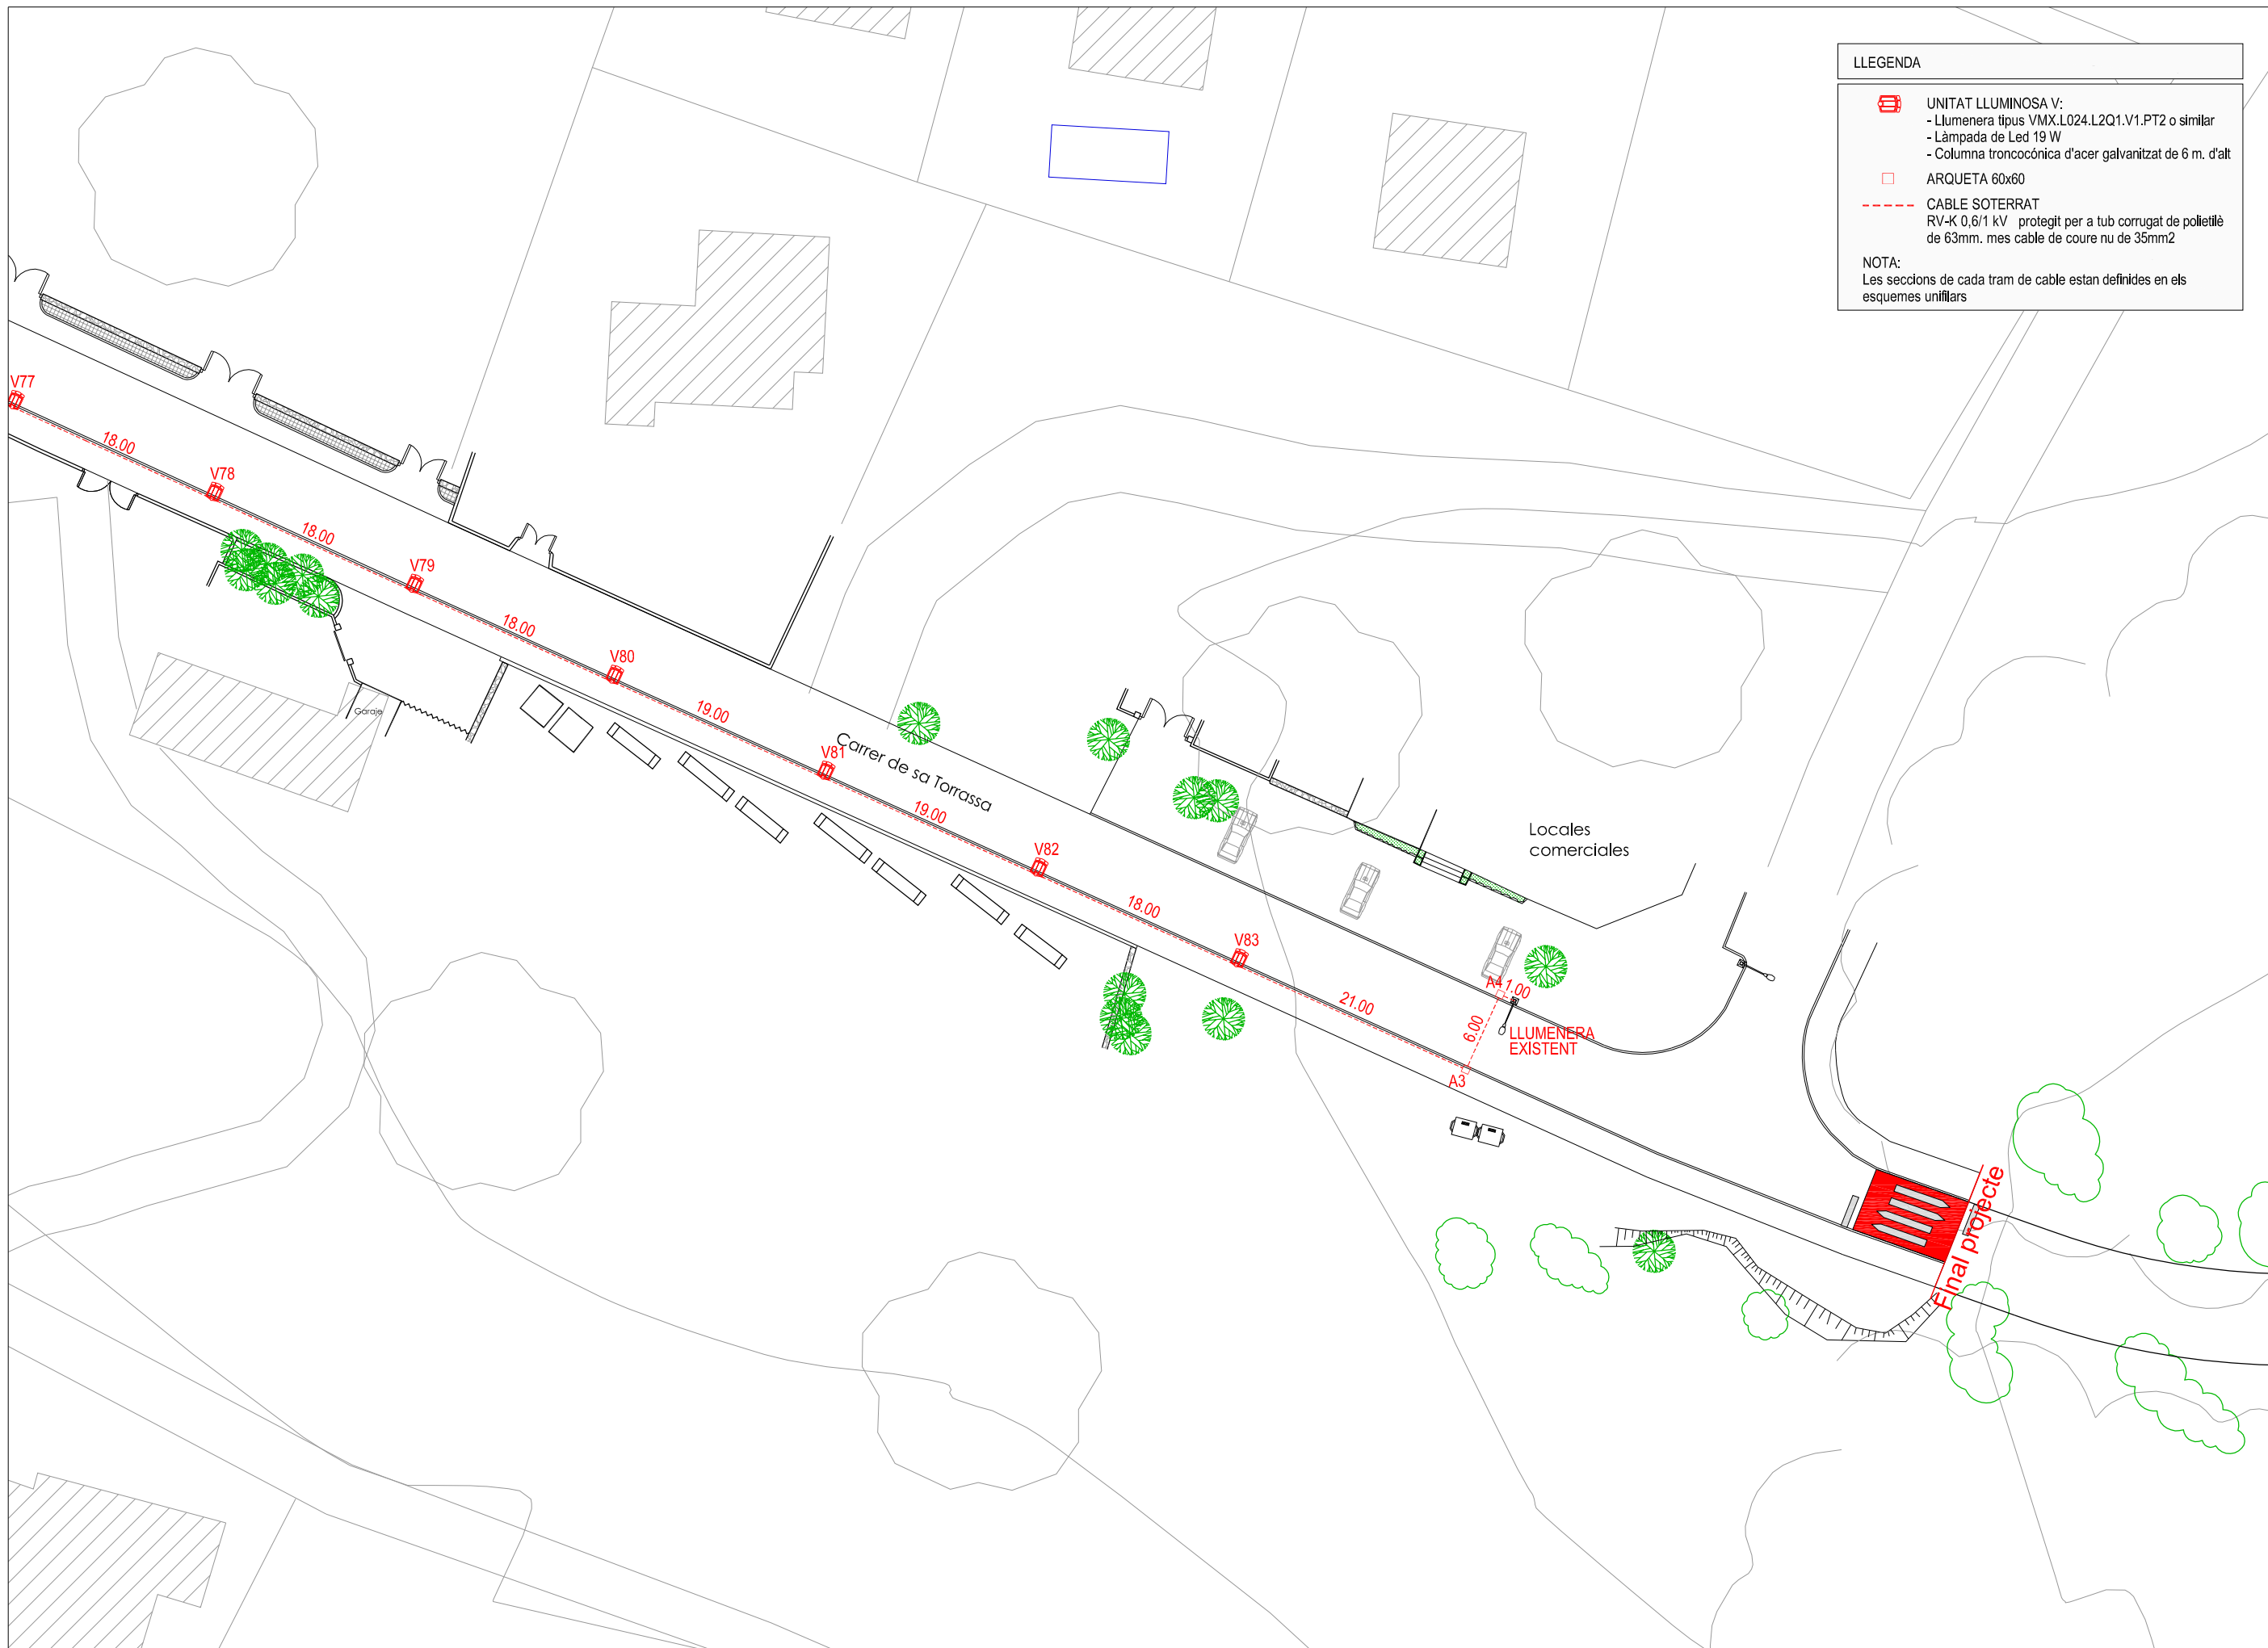 LLEGENDA
UNITAT LLUMINOSA V:
- Llumenera tipus VMX.L024.L2Q1.V1.PT2 o similar
- Làmpada de Led 19 W
- Columna troncocónica d'acer galvanitzat de 6 m. d'alt
ARQUETA 60x60
CABLE SOTERRAT
RV-K 0,6/1 kV protegit per a tub corrugat de polietilè
de 63mm. mes cable de coure nu de 35mm2
NOTA:
Les seccions de cada tram de cable estan definides en els
esquemes unifilars
V77
18.00
V78
18.00
V79
18.00
V80
19.00
V81
19.00
V82
18.00
V83
21.00
A4
1.00
6.00
A3
LLUMENERA
EXISTENT
Garaje
Carrer de sa Torrassa
Locales
comerciales
Final projecte